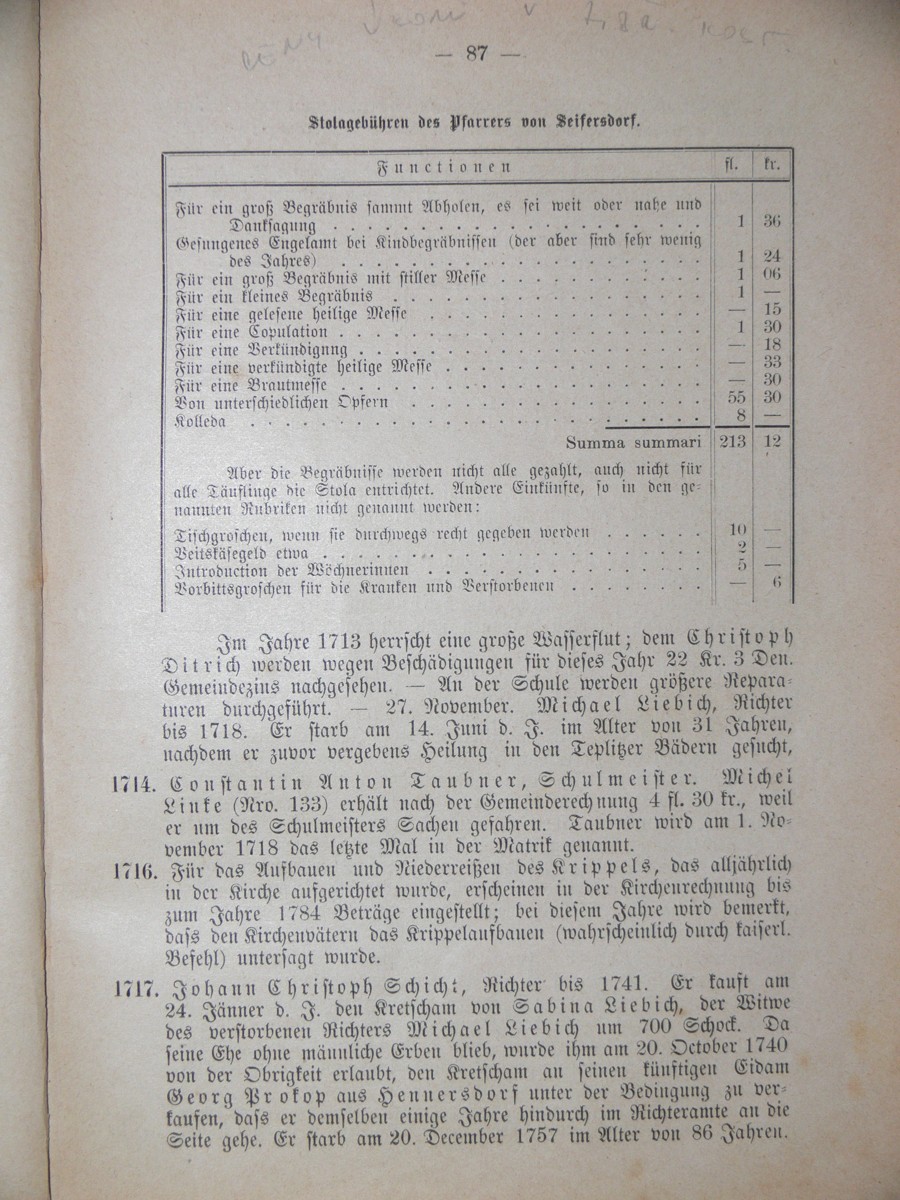 — 87 —
Stolagebühren des Pfarrers von Seifersdorf.
Functionen fl. kr.
Für ein groß Begräbnis sammt Abholen, es sei weit oder nahe und
Danksagung . . . . . . . . . . . . . . . . . . . 1 36
Gesungenes Engelamt bei Kindbegräbnissen (der aber sind sehr wenig
des Jahres) . . . . . . . . . . . . . . . . . . . 1 24
Für ein groß Begräbnis mit stiller Messe . . . . . . . . . . . 1 06
Für ein kleines Begräbnis . . . . . . . . . . . . . . . . 1 —
Für eine gelesene heilige Messe . . . . . . . . . . . . . . — 15
Für eine Copulation . . . . . . . . . . . . . . . . . . . 1 30
Für eine Verkündigung . . . . . . . . . . . . . . . . . . — 18
Für eine verkündigte heilige Messe . . . . . . . . . . . . . — 33
Für eine Brautmesse . . . . . . . . . . . . . . . . . . . — 30
Von unterschiedlichen Opfern . . . . . . . . . . . . . . . 55 30
Kolleda . . . . . . . . . . . . . . . . . . . . . . . . 8 —
Summa summari 213 12
Aber die Begräbnisse werden nicht alle gezahlt, auch nicht für
alle Täuflinge die Stola entrichtet. Andere Einkünfte, so in den ge-
nannten Rubriken nicht genannt werden:
Tischgroschen, wenn sie durchwegs recht gegeben werden . . . . . . 10 —
Veitskäsegeld etwa . . . . . . . . . . . . . . . . . . . . 2 —
Introduction der Wöchnerinnen . . . . . . . . . . . . . . . 5 —
Vorbittsgroschen für die Kranken und Verstorbenen . . . . . . . . — 6
Im Jahre 1713 herrscht eine große Wasserflut; dem Christoph
Ditrich werden wegen Beschädigungen für dieses Jahr 22 Kr. 3 Den.
Gemeindezins nachgesehen. — An der Schule werden größere Repara-
turen durchgeführt. — 27. November. Michael Liebich, Richter
bis 1718. Er starb am 14. Juni d. J. im Alter von 31 Jahren,
nachdem er zuvor vergebens Heilung in den Teplitzer Bädern gesucht,
1714. Constantin Anton Taubner, Schulmeister. Michel
Linke (Nro. 133) erhält nach der Gemeinderechnung 4 fl. 30 kr., weil
er um des Schulmeisters Sachen gefahren. Taubner wird am 1. No-
vember 1718 das letzte Mal in der Matrik genannt.
1716. Für das Aufbauen und Niederreißen des Krippels, das alljährlich
in der Kirche aufgerichtet wurde, erscheinen in der Kirchenrechnung bis
zum Jahre 1784 Beträge eingestellt; bei diesem Jahre wird bemerkt,
dass den Kirchenvätern das Krippelaufbauen (wahrscheinlich durch kaiserl.
Befehl) untersagt wurde.
1717. Johann Christoph Schicht, Richter bis 1741. Er kauft am
24. Jänner d. J. den Kretscham von Sabina Liebich, der Witwe
des verstorbenen Richters Michael Liebich um 700 Schock. Da
seine Ehe ohne männliche Erben blieb, wurde ihm am 20. October 1740
von der Obrigkeit erlaubt, den Kretscham an seinen künftigen Eidam
Georg Prokop aus Hennersdorf unter der Bedingung zu ver-
kaufen, dass er demselben einige Jahre hindurch im Richteramte an die
Seite gehe. Er starb am 20. December 1757 im Alter von 86 Jahren.